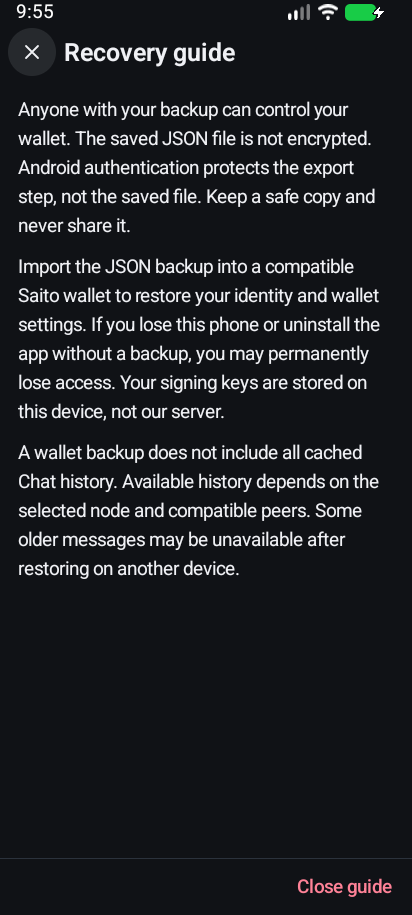 9:55
Recovery guide
Anyone with your backup can control your
wallet. The saved JSON file is not encrypted.
Android authentication protects the export
step, not the saved file. Keep a safe copy and
never share it.
Import the JSON backup into a compatible
Saito wallet to restore your identity and wallet
settings. If you lose this phone or uninstall the
app without a backup, you may permanently
lose access. Your signing keys are stored on
this device, not our server.
A wallet backup does not include all cached
Chat history. Available history depends on the
selected node and compatible peers. Some
older messages may be unavailable after
restoring on another device.
Close guide